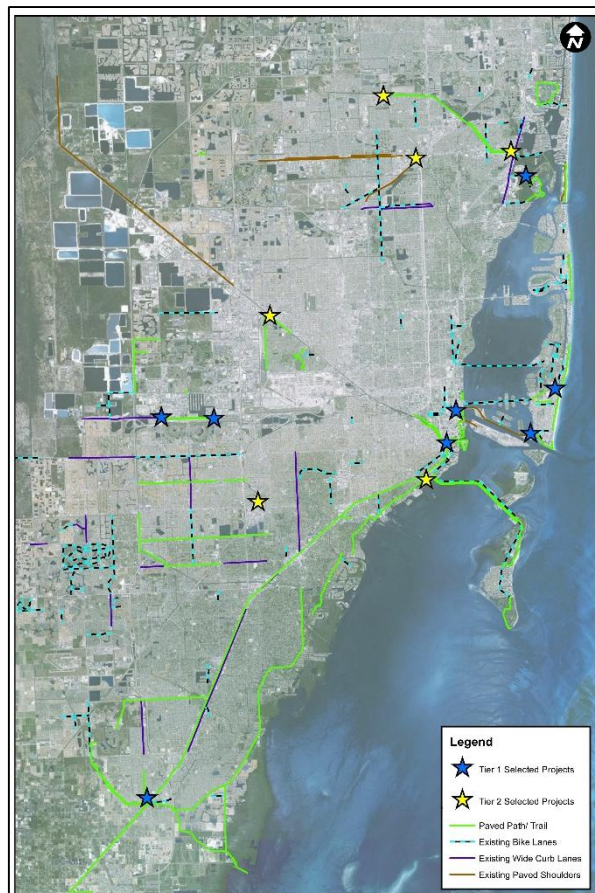 N
Legend
Tier 1 Selected Projects
Tier 2 Selected Projects
Paved Path/ Trail
Existing Bike Lanes
Existing Wide Curb Lanes
Existing Paved Shoulders